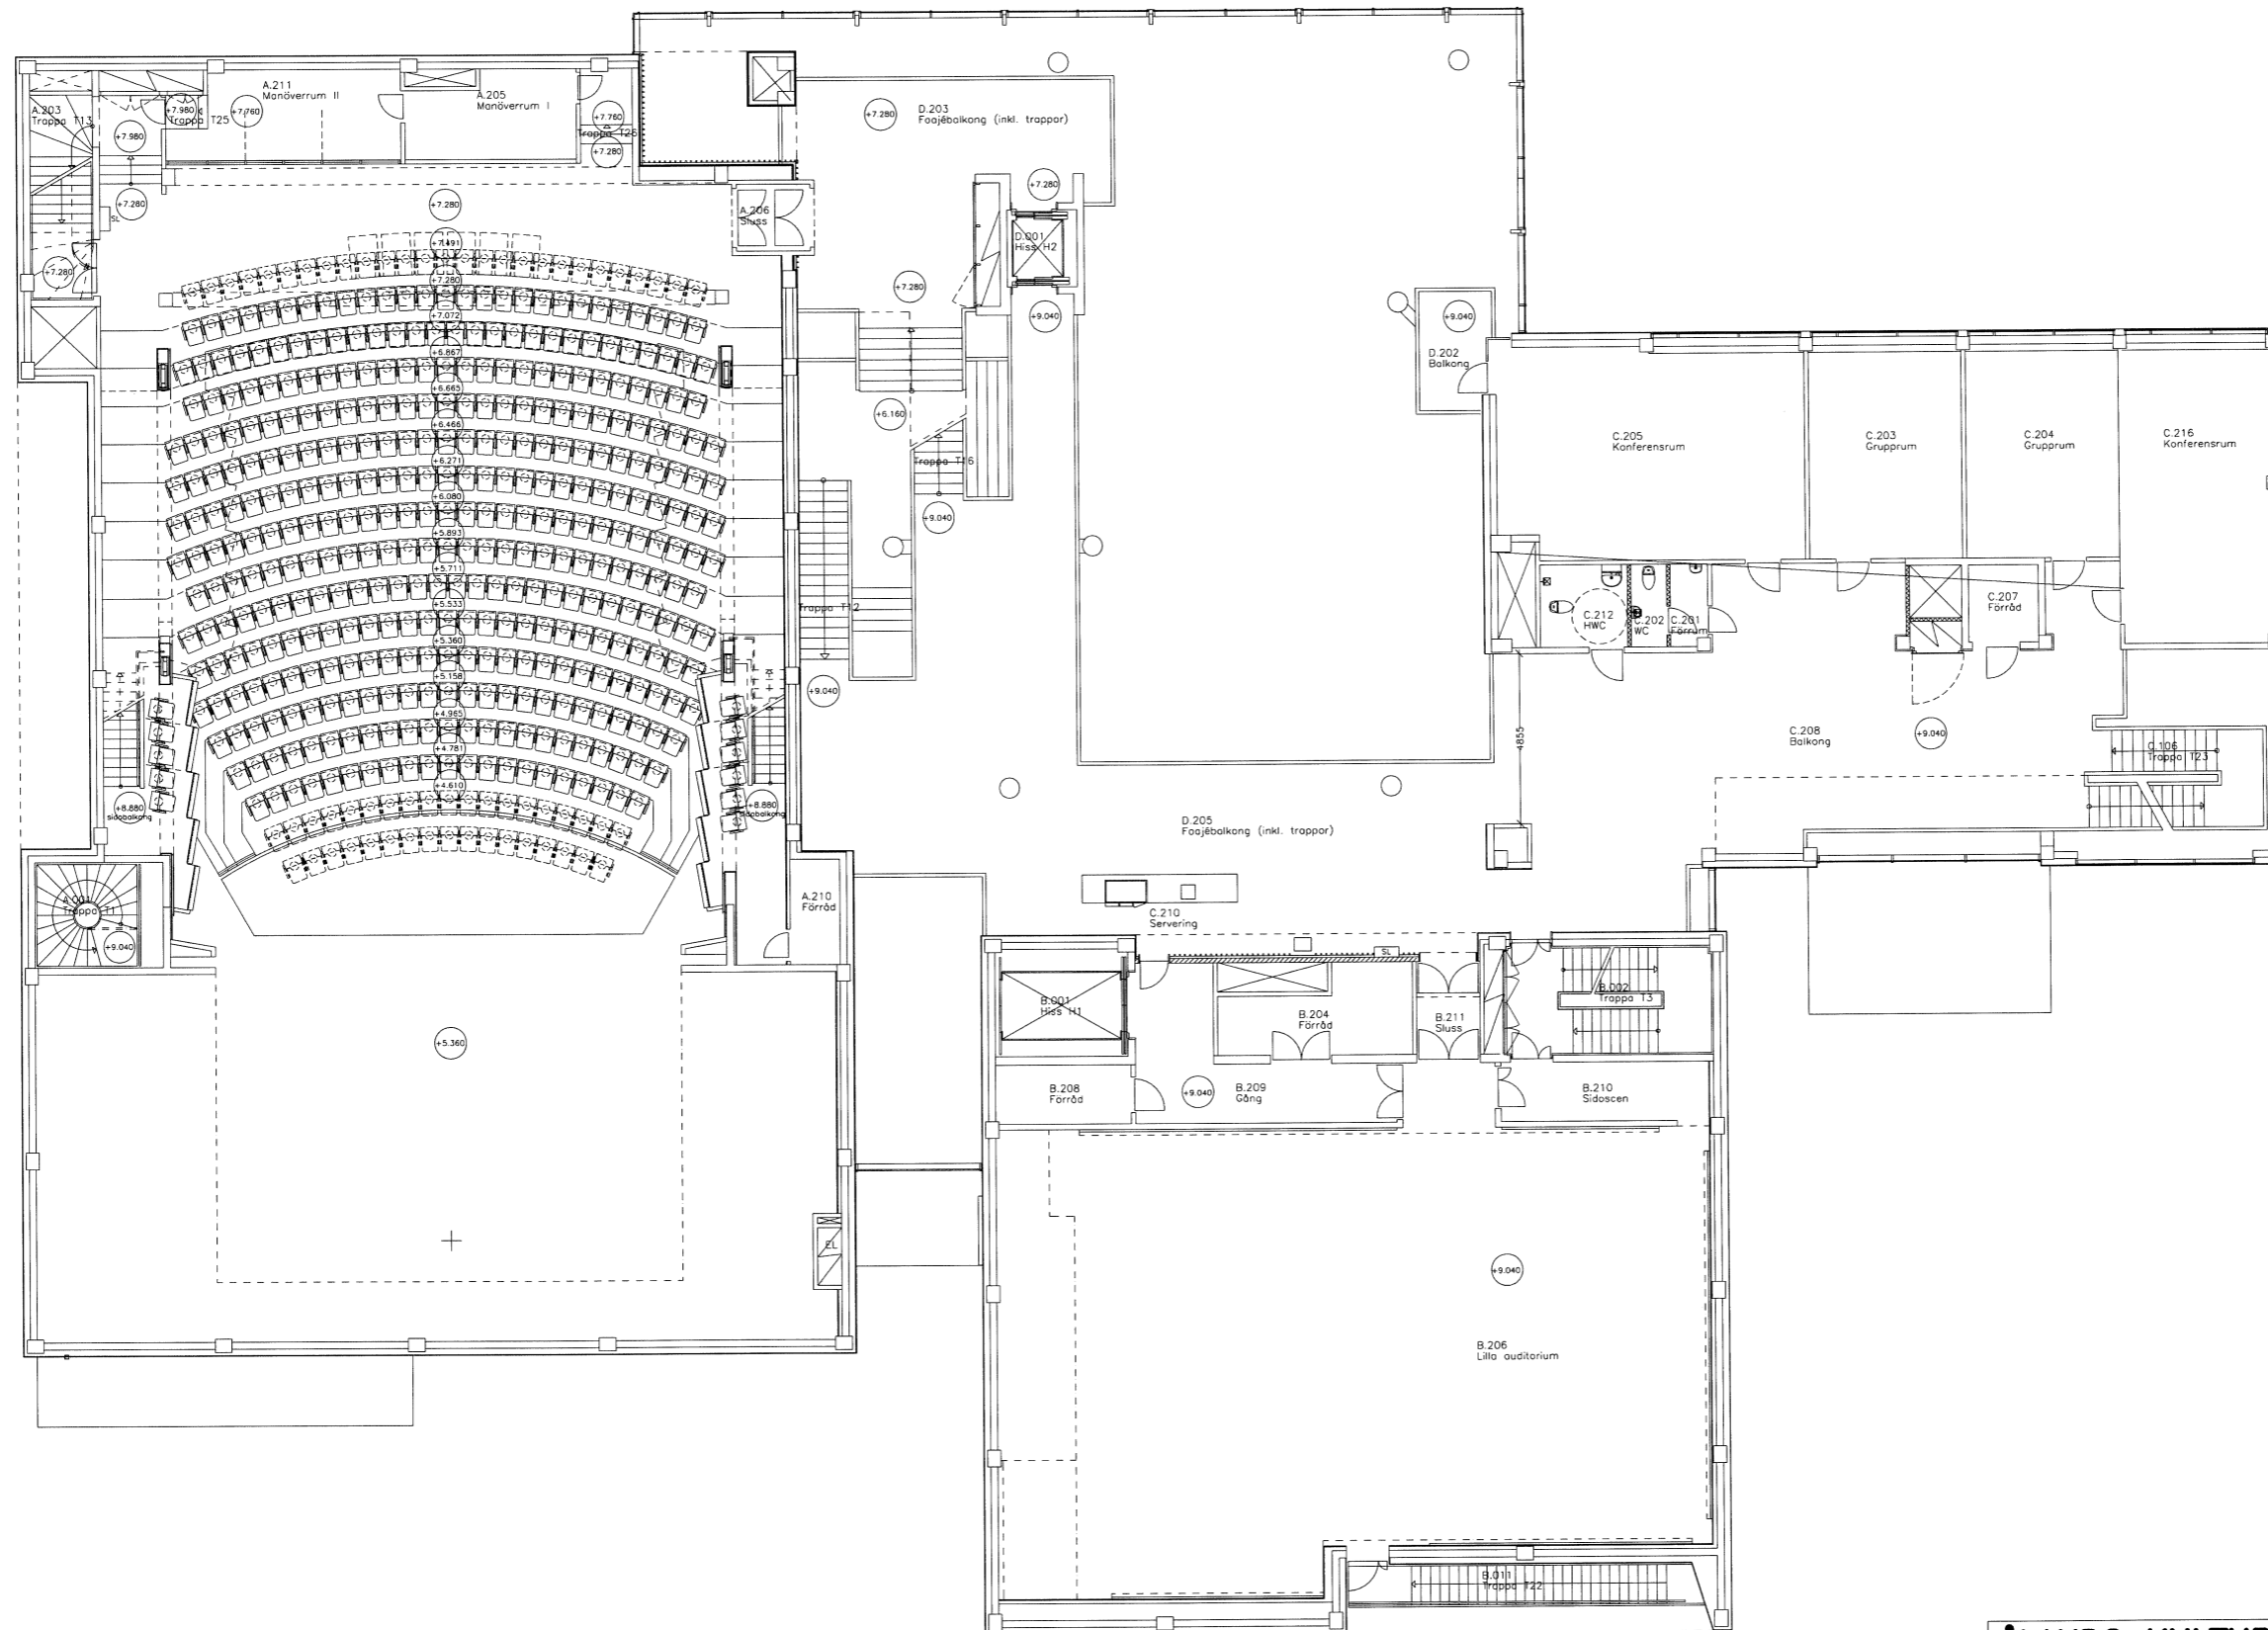 A.203
Trappa T13
+7.980
Trappa T25
+7.980
+7.760
A.211
Manöverrum II
A.205
Manöverrum I
+7.760
+7.280
+7.280
SL
+7.280
+7.280
A.206
Sluss
D.203
Foajébalkong (inkl. trappor)
+7.280
+7.280
D.001
Hiss H2
+9.040
+7.280
+7.491
+7.280
+7.072
+6.867
+6.665
+6.466
+6.271
+6.080
+5.893
+5.711
+5.533
+5.360
+5.158
+4.965
+4.781
+4.610
+6.160
Trappa T16
+9.040
Trappa T12
+9.040
+8.880
sidobalkong
+8.880
sidobalkong
+9.040
D.202
Balkong
C.205
Konferensrum
C.203
Grupprum
C.204
Grupprum
C.216
Konferensrum
C.212
HWC
C.202
WC
C.201
Förrum
C.207
Förråd
4855
C.208
Balkong
+9.040
C.106
Trappa T23
D.205
Foajébalkong (inkl. trappor)
A.001
Trappa T1
+9.040
A.210
Förråd
C.210
Servering
SL
B.001
Hiss H1
B.204
Förråd
B.211
Sluss
B.002
Trappa T3
B.208
Förråd
+9.040
B.209
Gång
B.210
Sidoscen
+5.360
EL
+9.040
B.206
Lilla auditorium
B.011
Trappa T22